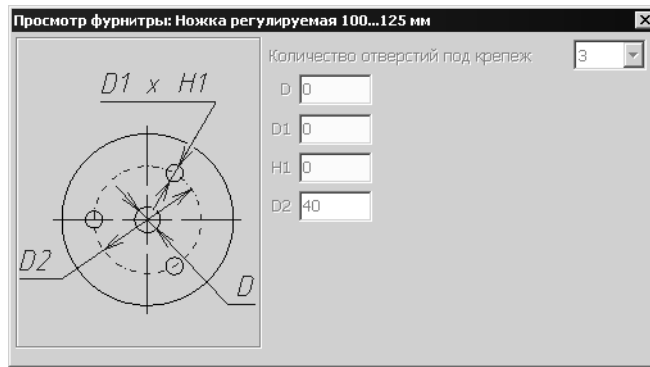 Просмотр фурнитры: Ножка регулируемая 100...125 мм
Количество отверстий под крепеж 3
D1 x H1
D 0
D1 0
H1 0
D2 40
D2
D